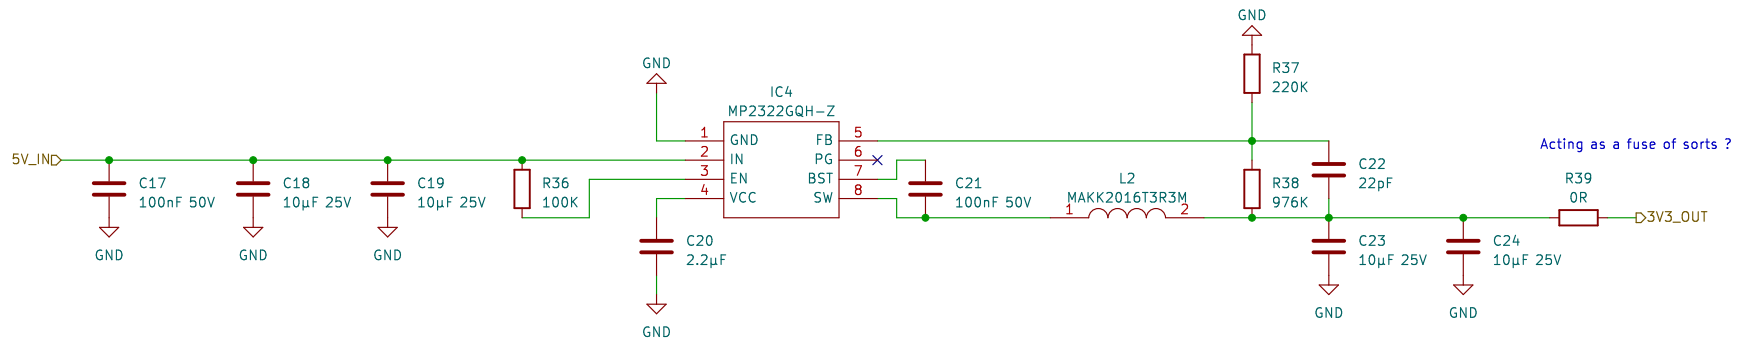 GND
GND
R37
220K
IC4
MP2322GQH-Z
1 GND FB 5
2 IN PG 6
3 EN BST 7
4 VCC SW 8
5V_IN
C17
100nF 50V
GND
C18
10µF 25V
GND
C19
10µF 25V
GND
R36
100K
C20
2.2µF
GND
C21
100nF 50V
L2
MAKK2016T3R3M
1 2
R38
976K
C22
22pF
C23
10µF 25V
GND
C24
10µF 25V
GND
Acting as a fuse of sorts ?
R39
0R
3V3_OUT